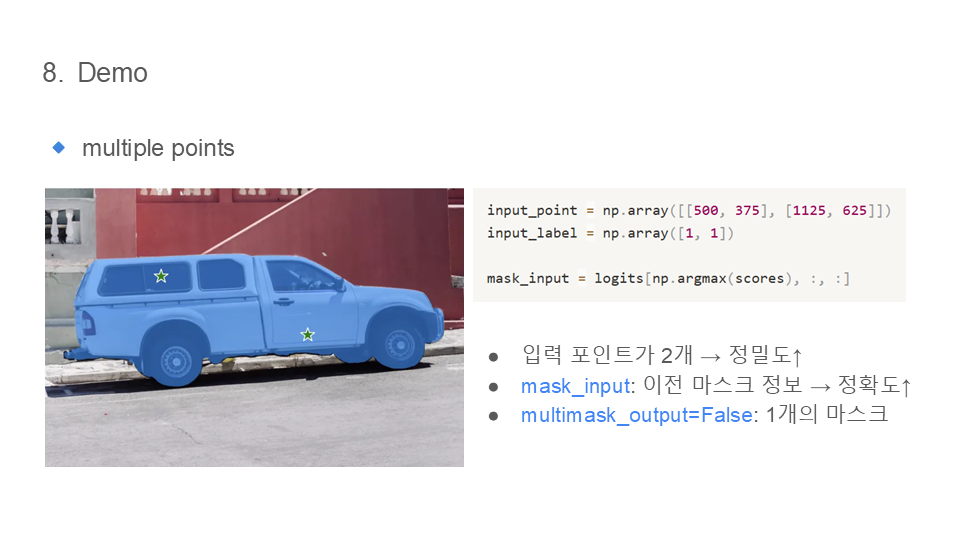 8. Demo
◆ multiple points
input_point = np.array([[500, 375], [1125, 625]])
input_label = np.array([1, 1])
mask_input = logits[np.argmax(scores), :, :]
● 입력 포인트가 2개 → 정밀도↑
● mask_input: 이전 마스크 정보 → 정확도↑
● multimask_output=False: 1개의 마스크